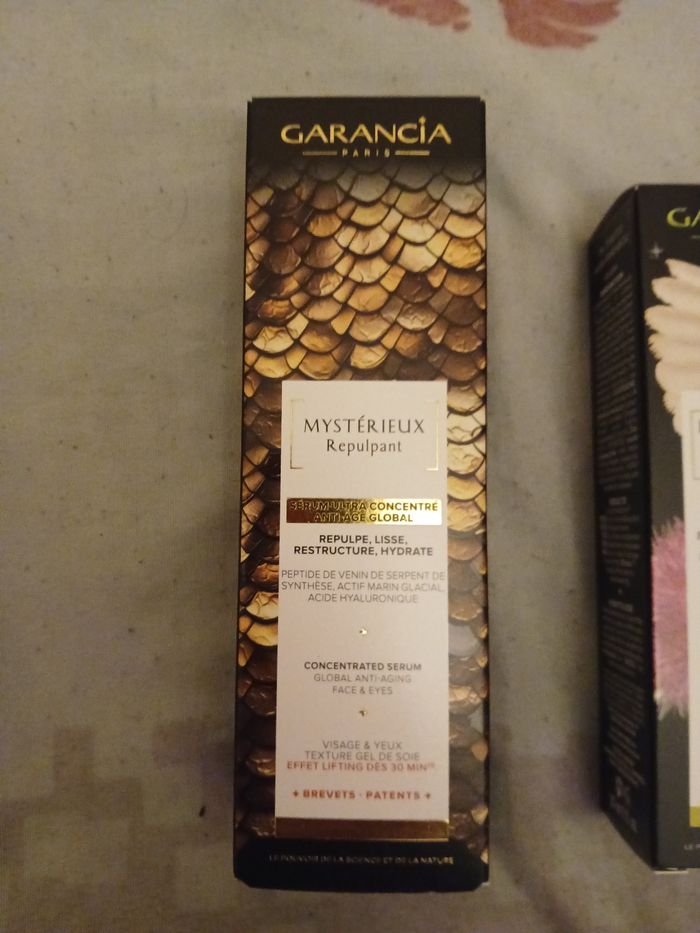 GARANCiA
PARIS
MYSTÉRIEUX
Repulpant
SÉRUM ULTRA CONCENTRÉ
ANTI-ÂGE GLOBAL
REPULPE, LISSE,
RESTRUCTURE, HYDRATE
PEPTIDE DE VENIN DE SERPENT DE
SYNTHÈSE, ACTIF MARIN GLACIAL,
ACIDE HYALURONIQUE
CONCENTRATED SERUM
GLOBAL ANTI-AGING
FACE & EYES
VISAGE & YEUX
TEXTURE GEL DE SOIE
EFFET LIFTING DÈS 30 MIN
+ BREVETS - PATENTS +
LE POUVOIR DE LA SCIENCE ET DE LA NATURE
GA